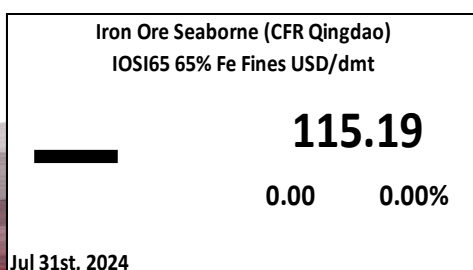 Iron Ore Seaborne (CFR Qingdao)
IOSI65 65% Fe Fines USD/dmt
115.19
0.00 0.00%
Jul 31st, 2024